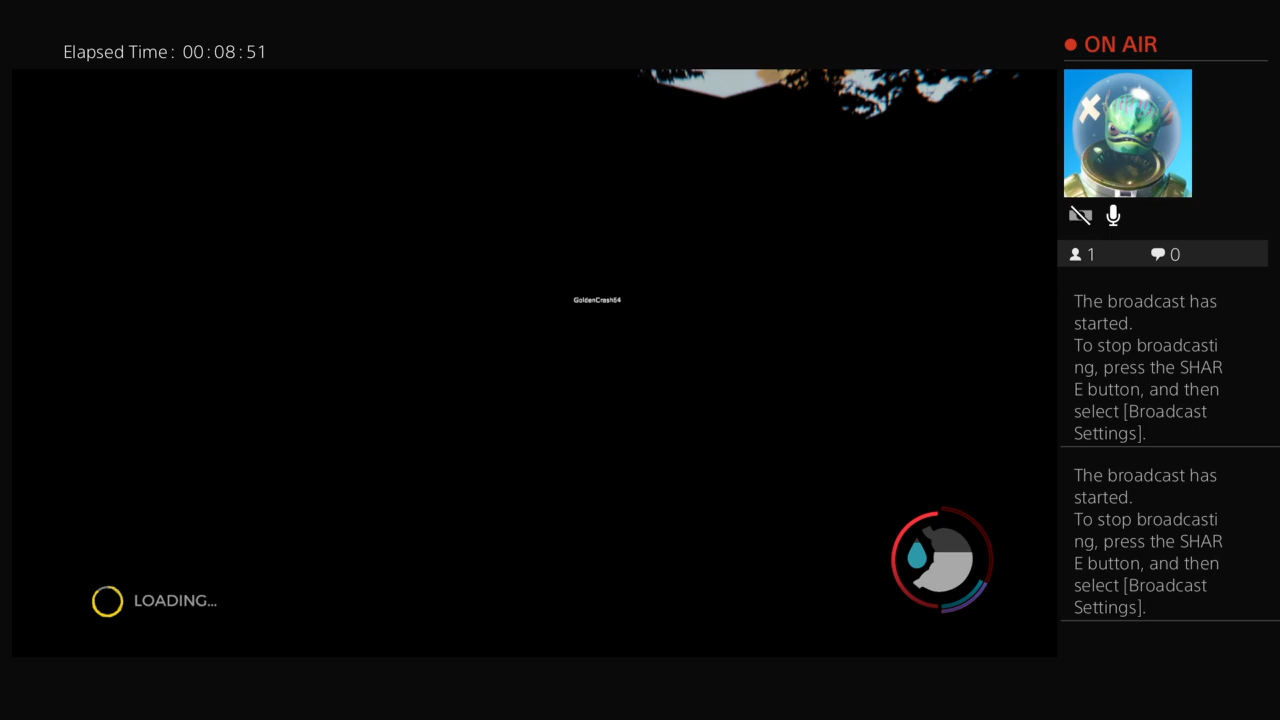 Elapsed Time: 00:08:51
ON AIR
1
0
GoldenCrash64
The broadcast has
started.
To stop broadcasti
ng, press the SHAR
E button, and then
select [Broadcast
Settings].
The broadcast has
started.
To stop broadcasti
ng, press the SHAR
E button, and then
select [Broadcast
Settings].
LOADING...